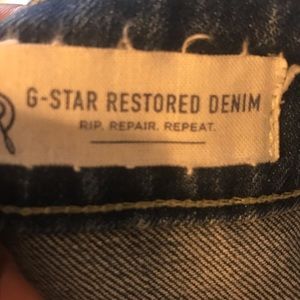 G-STAR RESTORED DENIM
RIP. REPAIR. REPEAT.